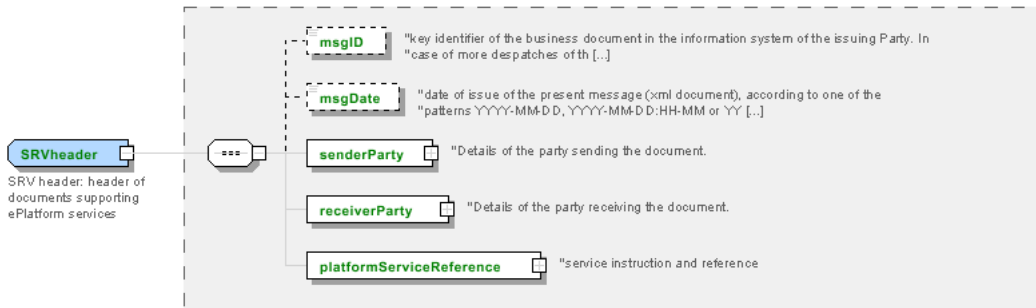 msgID
"key identifier of the business document in the information system of the issuing Party. In
"case of more despatches of th [...]
msgDate
"date of issue of the present message (xml document), according to one of the
"patterns YYYY-MM-DD, YYYY-MM-DD:HH-MM or YY [...]
SRVheader
SRV header: header of
documents supporting
ePlatform services
senderParty
"Details of the party sending the document.
receiverParty
"Details of the party receiving the document.
platformServiceReference
"service instruction and reference